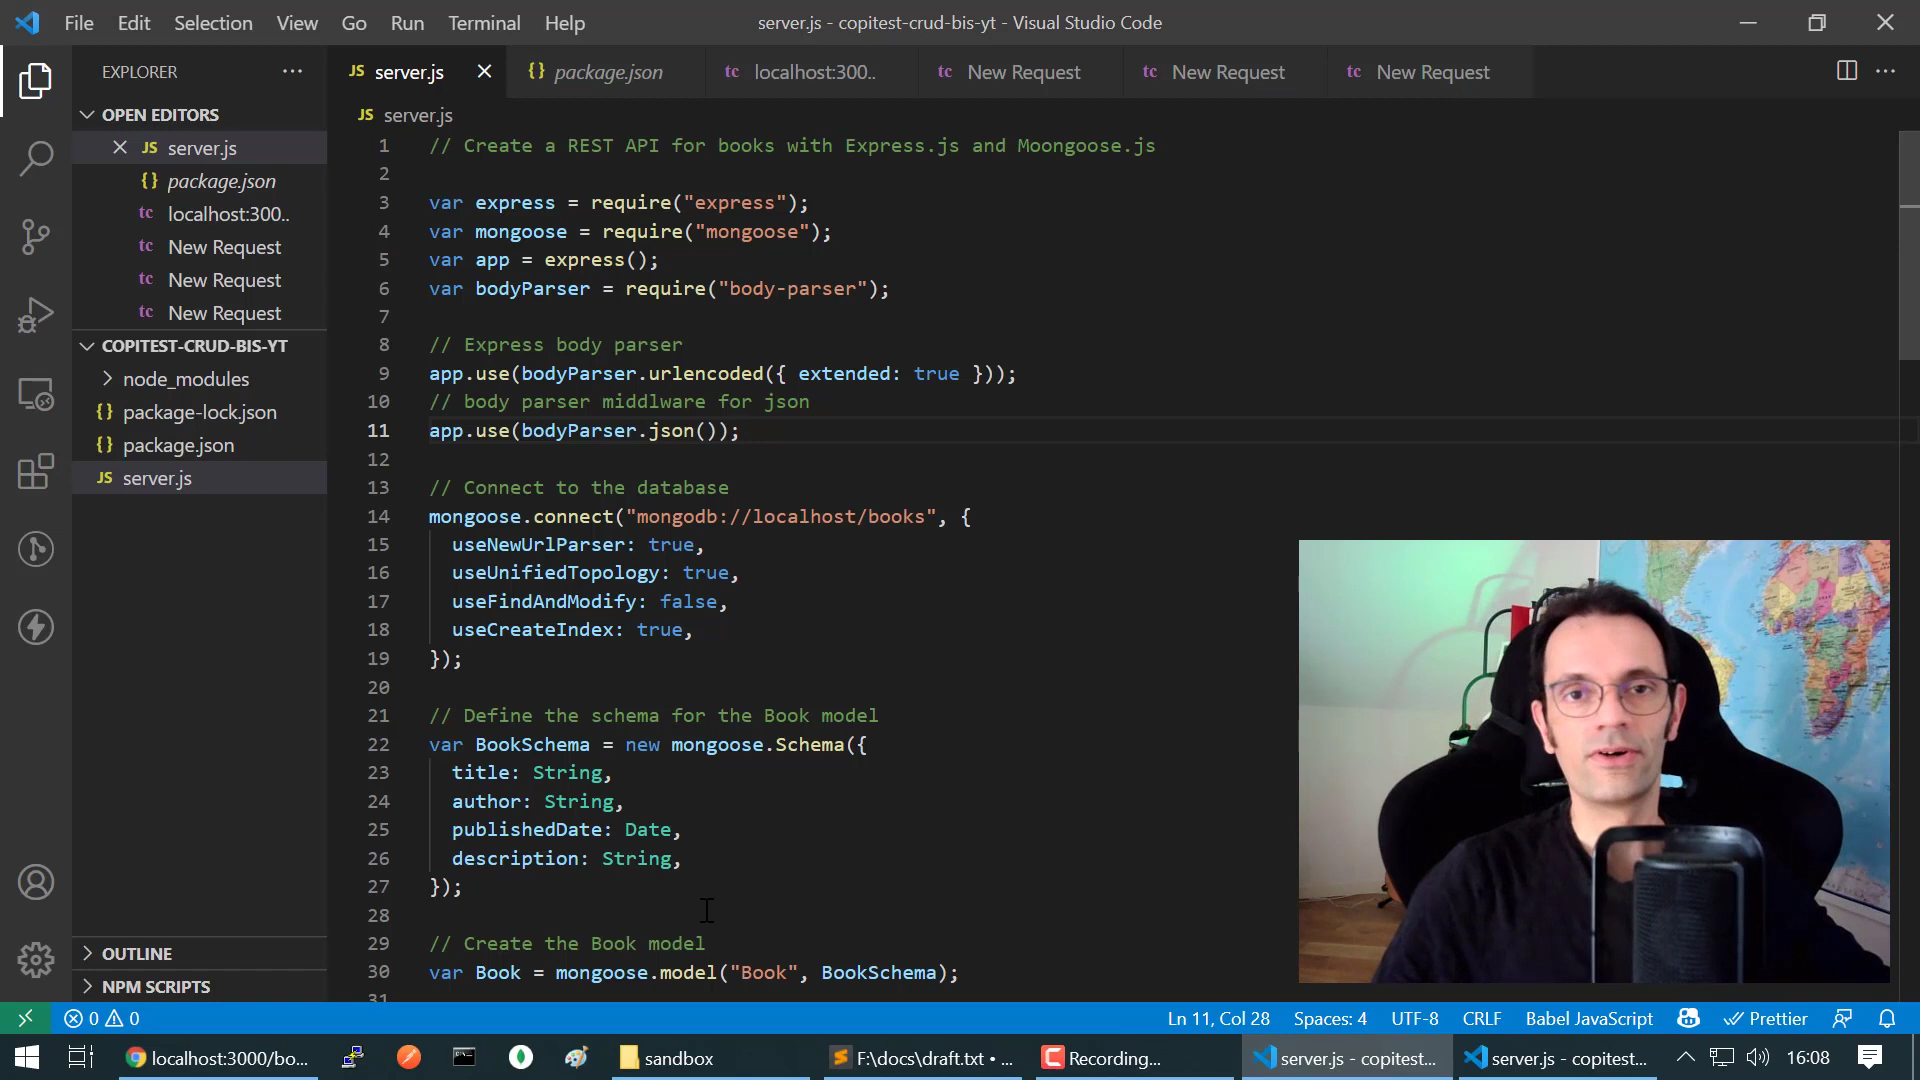 File Edit Selection View Go Run Terminal Help
server.js - copitest-crud-bis-yt - Visual Studio Code
EXPLORER
OPEN EDITORS
JS server.js
{} package.json
tc localhost:300..
tc New Request
tc New Request
tc New Request
COPITEST-CRUD-BIS-YT
node_modules
{} package-lock.json
{} package.json
JS server.js
OUTLINE
NPM SCRIPTS
JS server.js
{} package.json
tc localhost:300..
tc New Request
tc New Request
tc New Request
JS server.js
1 // Create a REST API for books with Express.js and Moongoose.js
2
3 var express = require("express");
4 var mongoose = require("mongoose");
5 var app = express();
6 var bodyParser = require("body-parser");
7
8 // Express body parser
9 app.use(bodyParser.urlencoded({ extended: true }));
10 // body parser middlware for json
11 app.use(bodyParser.json());
12
13 // Connect to the database
14 mongoose.connect("mongodb://localhost/books", {
15 useNewUrlParser: true,
16 useUnifiedTopology: true,
17 useFindAndModify: false,
18 useCreateIndex: true,
19 });
20
21 // Define the schema for the Book model
22 var BookSchema = new mongoose.Schema({
23 title: String,
24 author: String,
25 publishedDate: Date,
26 description: String,
27 });
28
29 // Create the Book model
30 var Book = mongoose.model("Book", BookSchema);
31
0 0
Ln 11, Col 28 Spaces: 4 UTF-8 CRLF Babel JavaScript Prettier
localhost:3000/bo...
sandbox
F:\docs\draft.txt • ...
Recording...
server.js - copitest...
server.js - copitest...
16:08